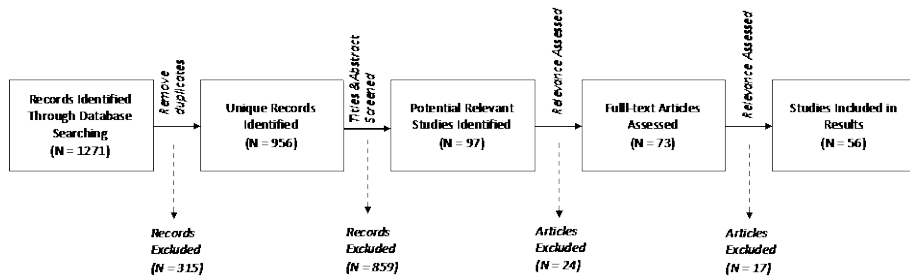 Records Identified
Through Database
Searching
(N = 1271)
Remove
duplicates
Records
Excluded
(N = 315)
Unique Records
Identified
(N = 956)
Titles &Abstract
Screened
Records
Excluded
(N = 859)
Potential Relevant
Studies Identified
(N = 97)
Relevance Assessed
Articles
Excluded
(N = 24)
Fulll-text Articles
Assessed
(N = 73)
Relevance Assessed
Articles
Excluded
(N = 17)
Studies Included in
Results
(N = 56)